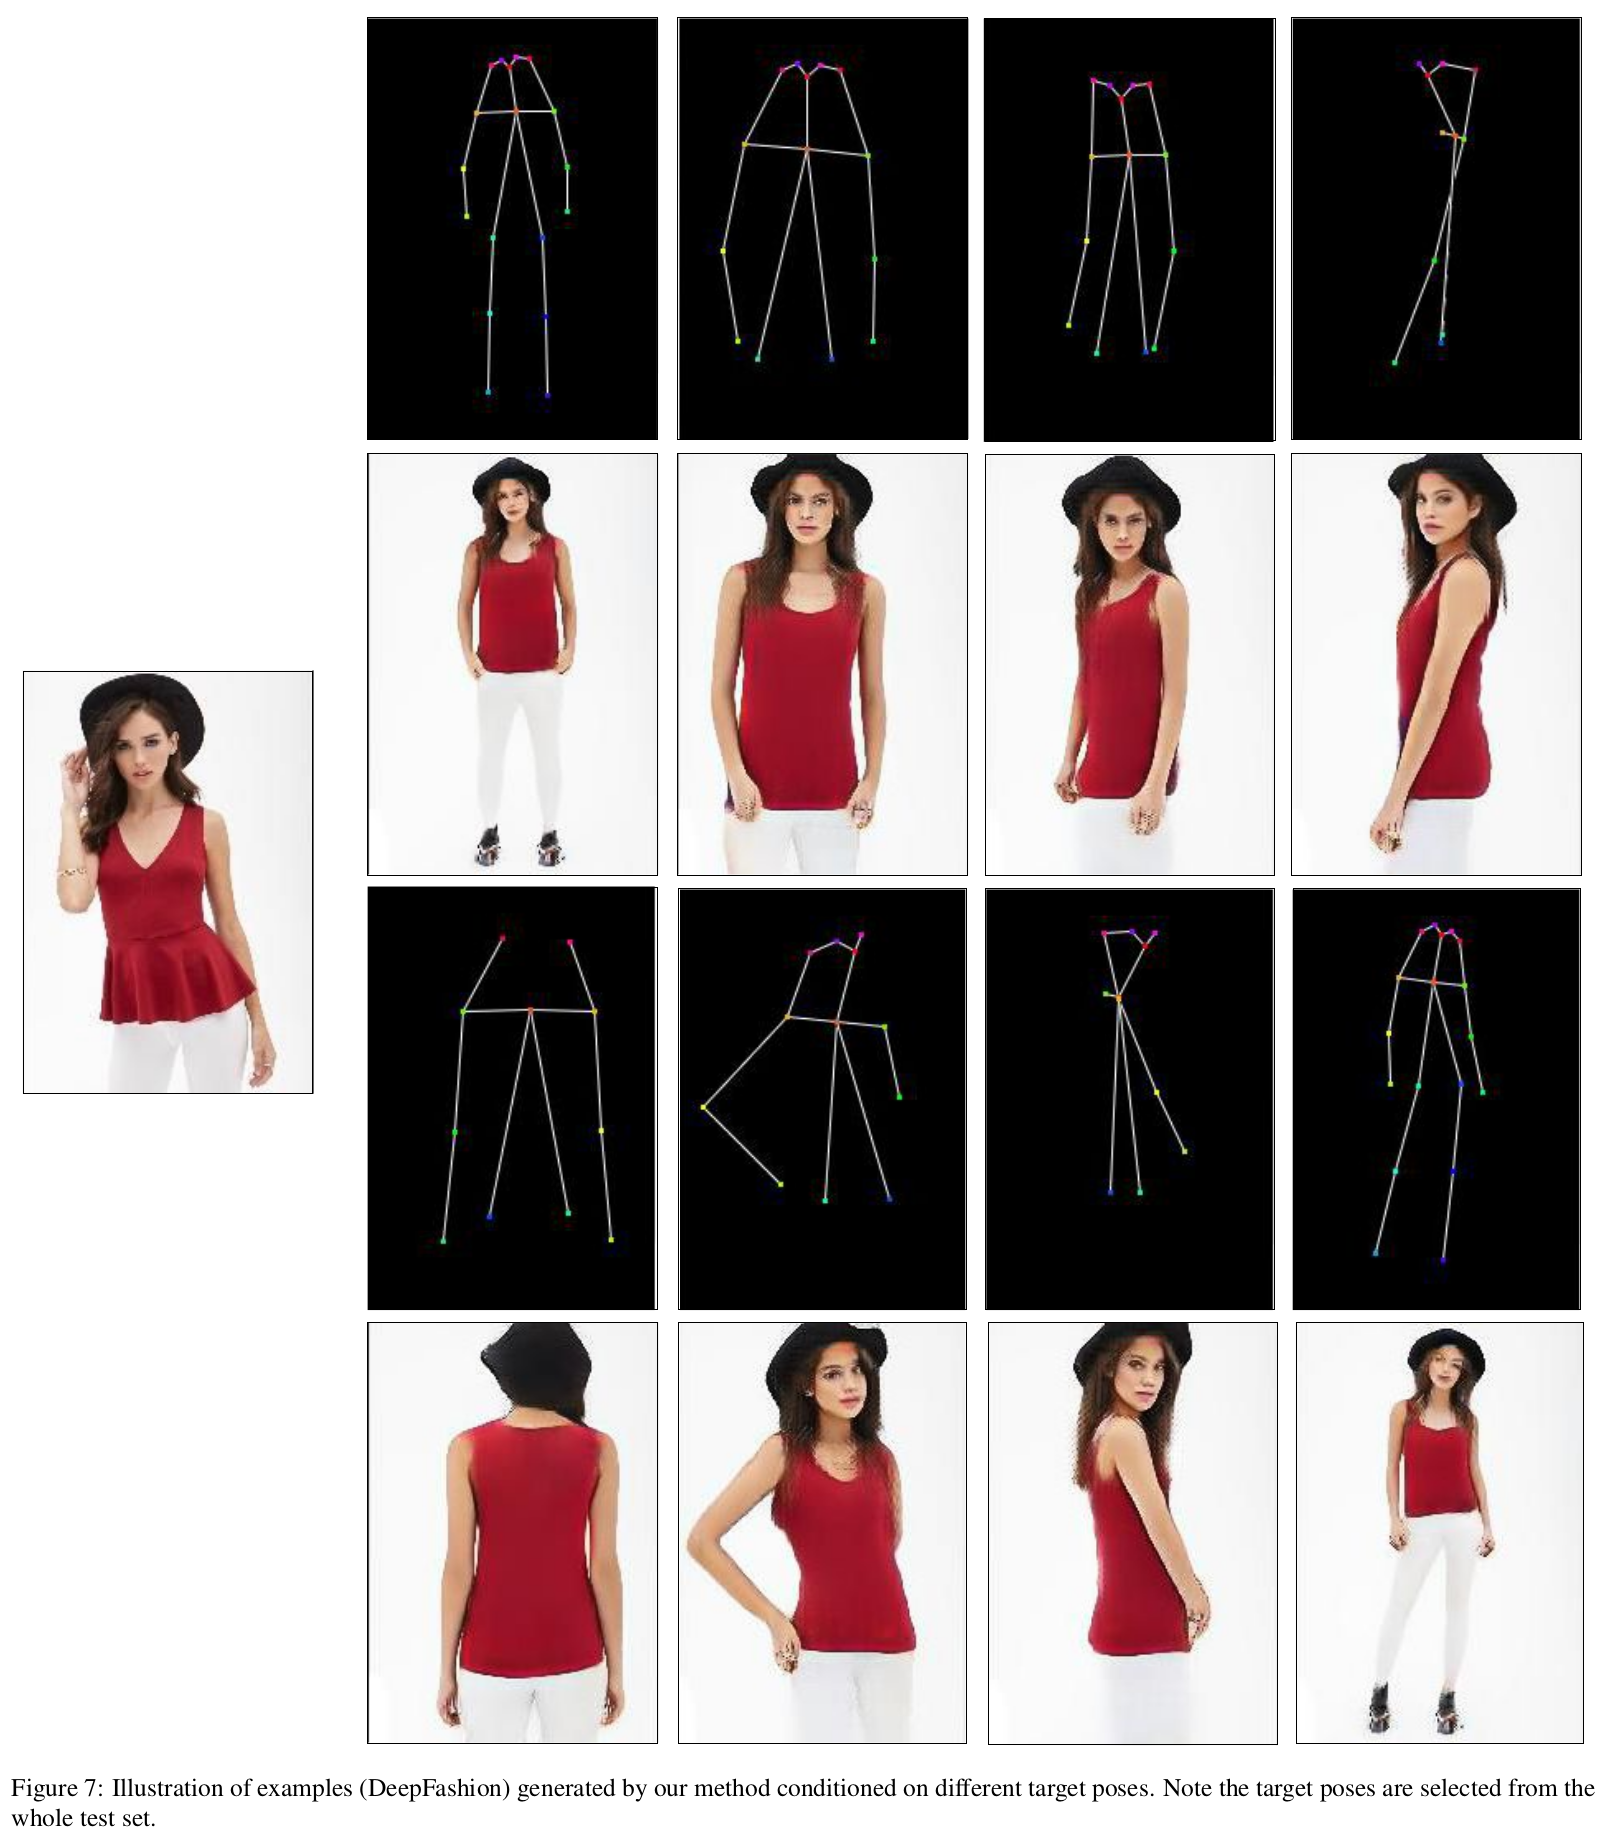 Figure 7: Illustration of examples (DeepFashion) generated by our method conditioned on different target poses. Note the target poses are selected from the
whole test set.